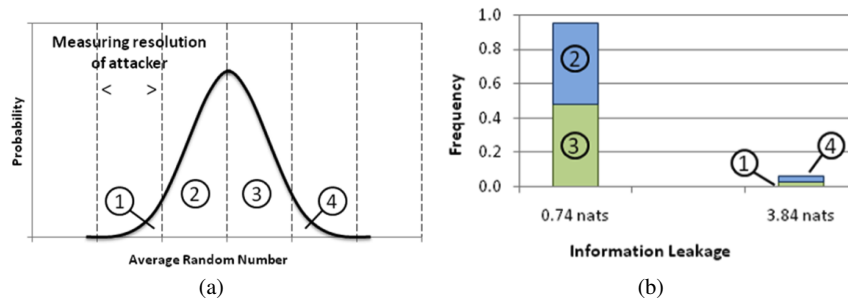 Measuring resolution
of attacker
< >
Probability
1
2
3
4
Average Random Number
(a)
1.0
0.8
0.6
0.4
0.2
0.0
Frequency
2
3
1
4
0.74 nats
3.84 nats
Information Leakage
(b)